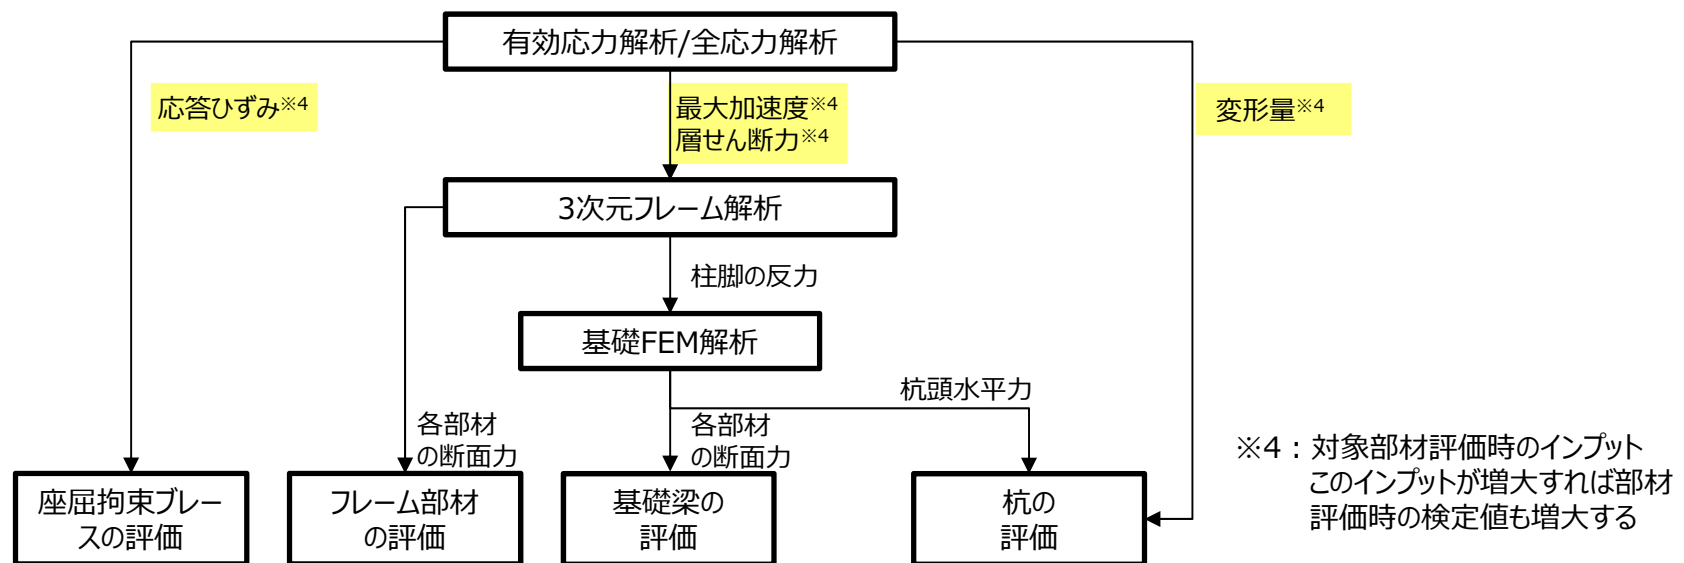 有効応力解析/全応力解析
応答ひずみ※4
最大加速度※4
層せん断力※4
変形量※4
3次元フレーム解析
柱脚の反力
基礎FEM解析
杭頭水平力
各部材
の断面力
各部材
の断面力
※4：対象部材評価時のインプット
このインプットが増大すれば部材
評価時の検定値も増大する
座屈拘束ブレー
スの評価
フレーム部材
の評価
基礎梁の
評価
杭の
評価